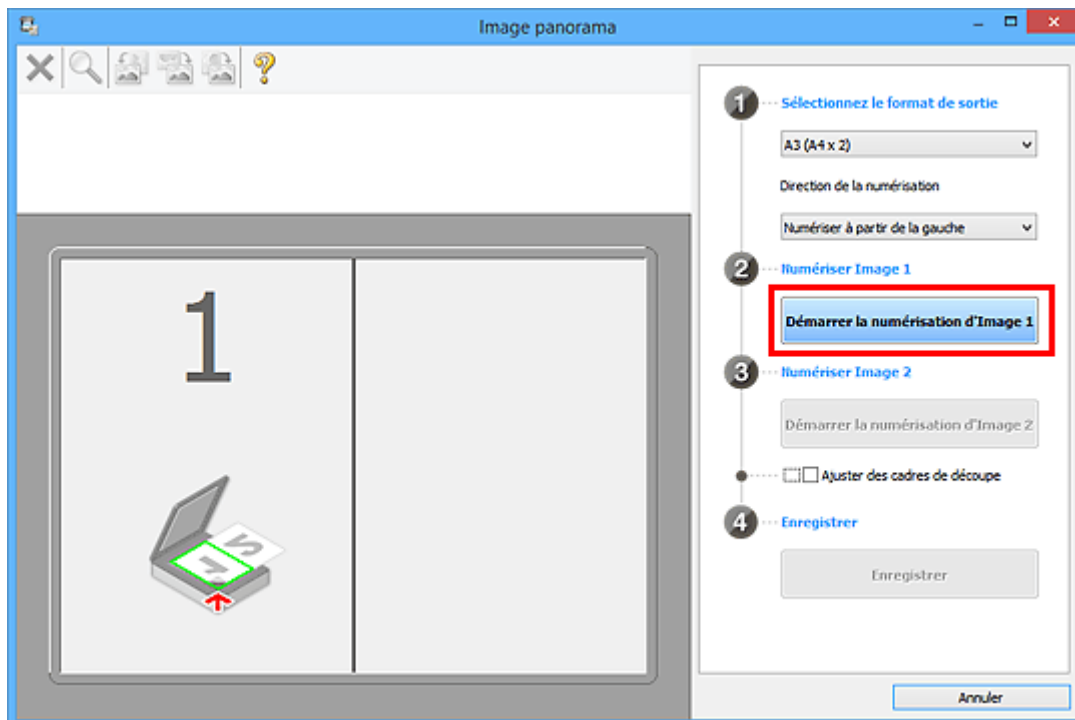 Image panorama
1 Sélectionnez le format de sortie
A3 (A4 x 2)
Direction de la numérisation
Numériser à partir de la gauche
2 Numériser Image 1
Démarrer la numérisation d'Image 1
3 Numériser Image 2
Démarrer la numérisation d'Image 2
Ajuster des cadres de découpe
4 Enregistrer
Enregistrer
Annuler
1